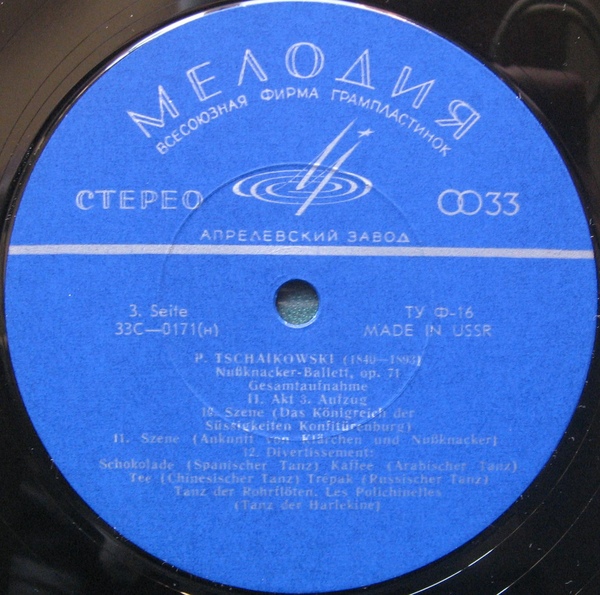 МЕЛОДИЯ
ВСЕСОЮЗНАЯ ФИРМА ГРАМПЛАСТИНОК
СТЕРЕО 33
АПРЕЛЕВСКИЙ ЗАВОД
3. Seite ТУ Ф-16
33С—0171(н) MADE IN USSR
P. TSCHAIKOWSKI (1840—1893)
Nußknacker-Ballett, op. 71
Gesamtaufnahme
II. Akt 3. Aufzug
10. Szene (Das Königreich der
Süssigkeiten Konfitürenburg)
11. Szene (Ankunft von Klärchen und Nußknacker)
12. Divertissement:
Schokolade (Spanischer Tanz) Kaffee (Arabischer Tanz)
Tee (Chinesischer Tanz) Trepak (Russischer Tanz)
Tanz der Rohrflöten. Les Polichinelles
(Tanz der Harlekine)